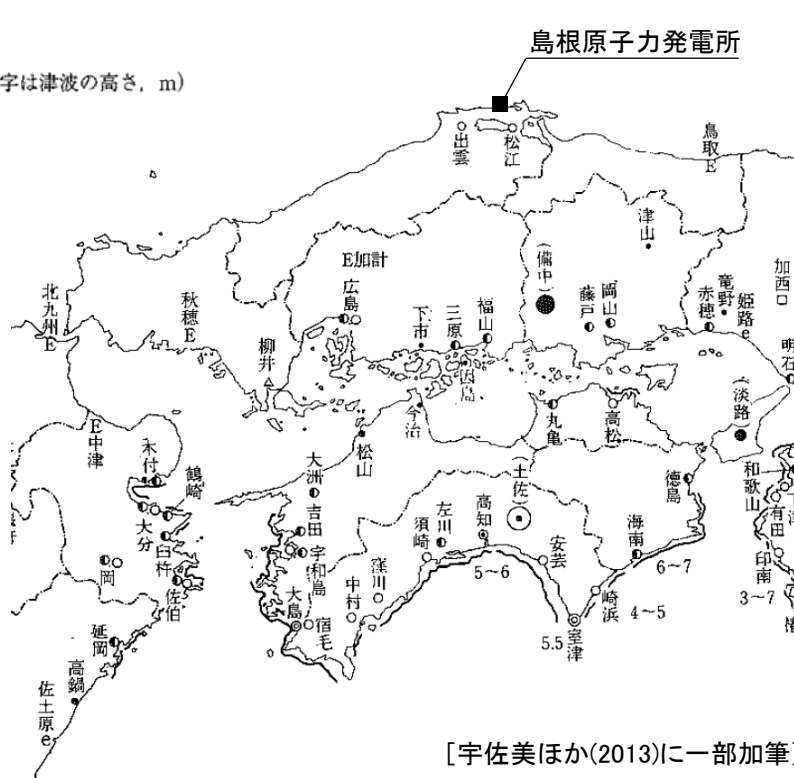 島根原子力発電所
字は津波の高さ, m)
出雲
松江
鳥取E
津山
E加計
(備中)
加西
広島
藤戸
岡山
竜野
赤穂
姫路e
北九州E
秋穂E
下市
三原
福山
明石
柳井
因島
今治
丸亀
高松
(淡路)
E中津
松山
大洲
(土佐)
徳島
和歌山
木付
鶴崎
吉田
須崎
左川
高知
有田
大分
臼杵
宇和島
安芸
海南
印南
岡
佐伯
大島
宿毛
中村
窪川
5~6
6~7
3~7
崎浜
4~5
延岡
5.5
室津
高鍋
佐土原e
[宇佐美ほか(2013)に一部加筆]